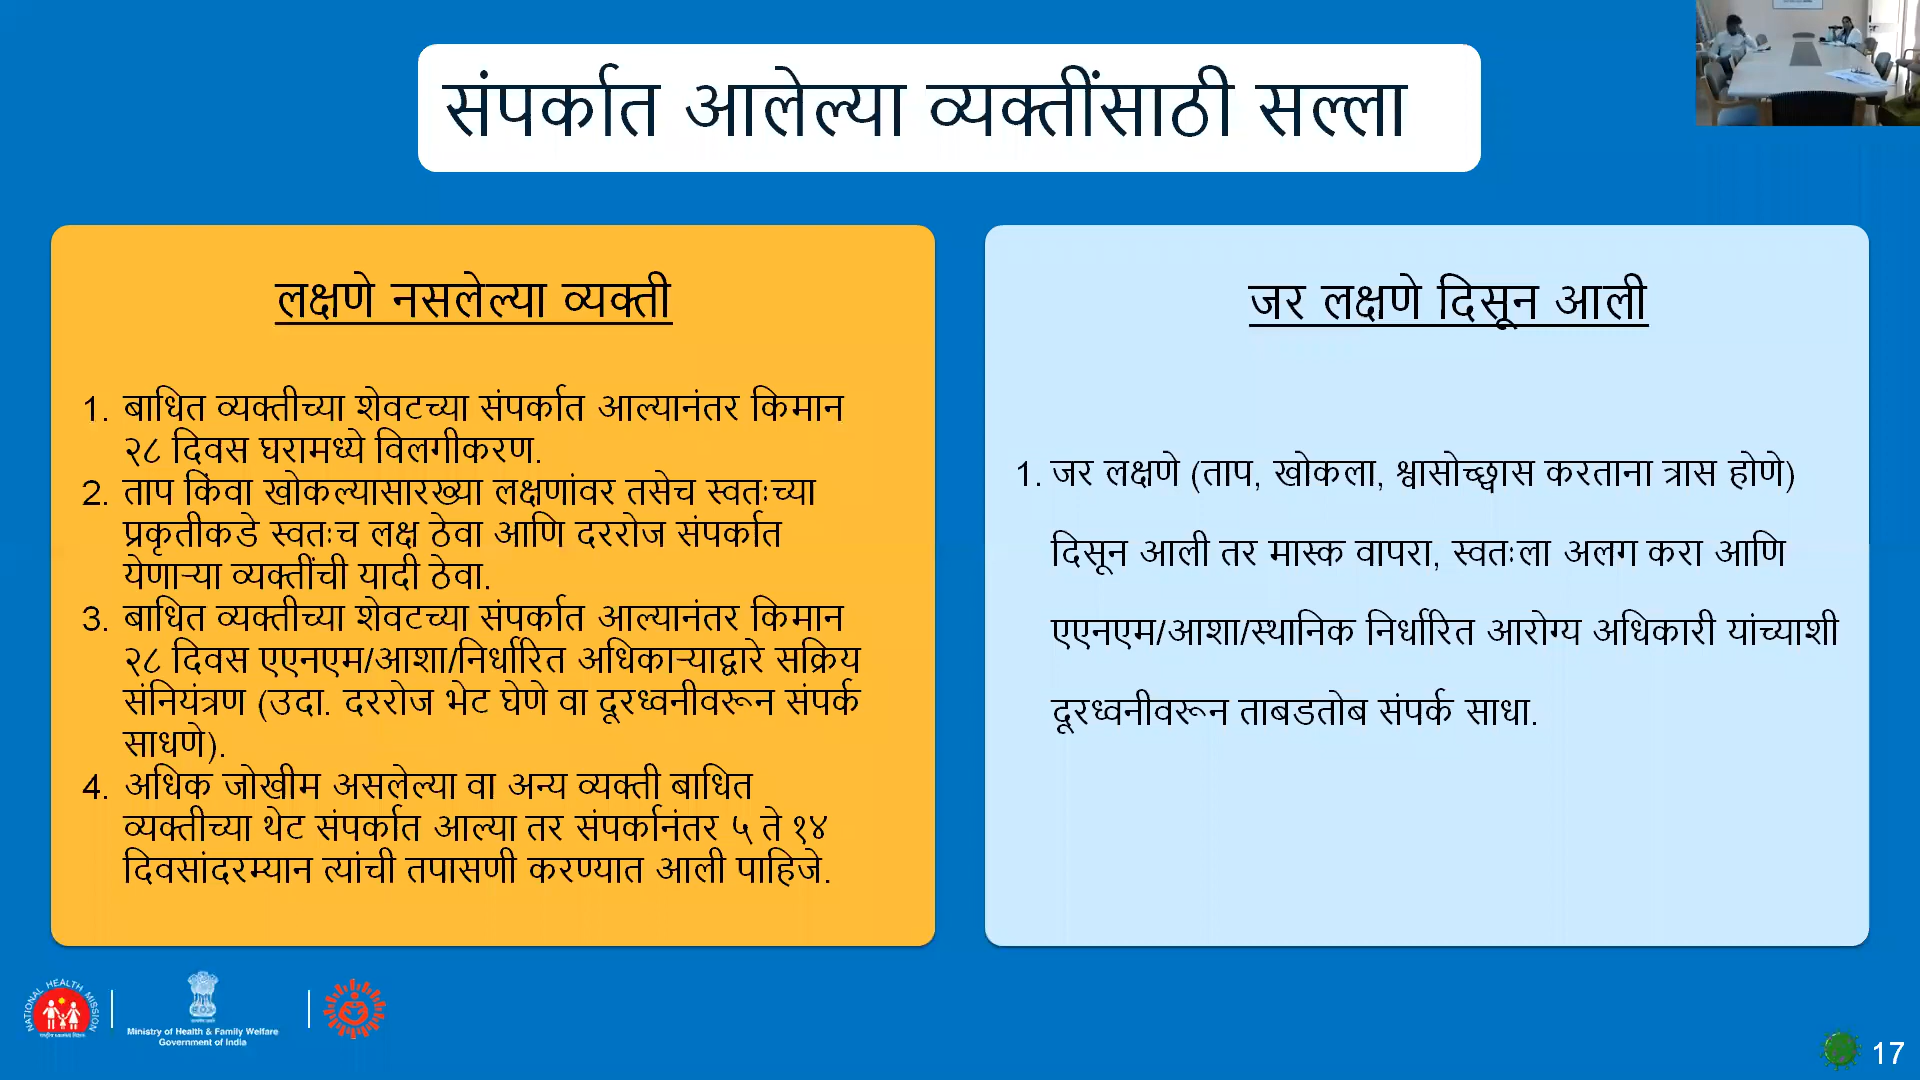 संपर्कात आलेल्या व्यक्तींसाठी सल्ला
लक्षणे नसलेल्या व्यक्ती
1. बाधित व्यक्तीच्या शेवटच्या संपर्कात आल्यानंतर किमान
२८ दिवस घरामध्ये विलगीकरण.
2. ताप किंवा खोकल्यासारख्या लक्षणांवर तसेच स्वतःच्या
प्रकृतीकडे स्वतःच लक्ष ठेवा आणि दररोज संपर्कात
येणाऱ्या व्यक्तींची यादी ठेवा.
3. बाधित व्यक्तीच्या शेवटच्या संपर्कात आल्यानंतर किमान
२८ दिवस एएनएम/आशा/निर्धारित अधिकाऱ्याद्वारे सक्रिय
संनियंत्रण (उदा. दररोज भेट घेणे वा दूरध्वनीवरून संपर्क
साधणे).
4. अधिक जोखीम असलेल्या वा अन्य व्यक्ती बाधित
व्यक्तीच्या थेट संपर्कात आल्या तर संपर्कानंतर ५ ते १४
दिवसांदरम्यान त्यांची तपासणी करण्यात आली पाहिजे.
जर लक्षणे दिसून आली
1. जर लक्षणे (ताप, खोकला, श्वासोच्छ्वास करताना त्रास होणे)
दिसून आली तर मास्क वापरा, स्वतःला अलग करा आणि
एएनएम/आशा/स्थानिक निर्धारित आरोग्य अधिकारी यांच्याशी
दूरध्वनीवरून ताबडतोब संपर्क साधा.
NATIONAL HEALTH MISSION
Ministry of Health & Family Welfare
Government of India
17